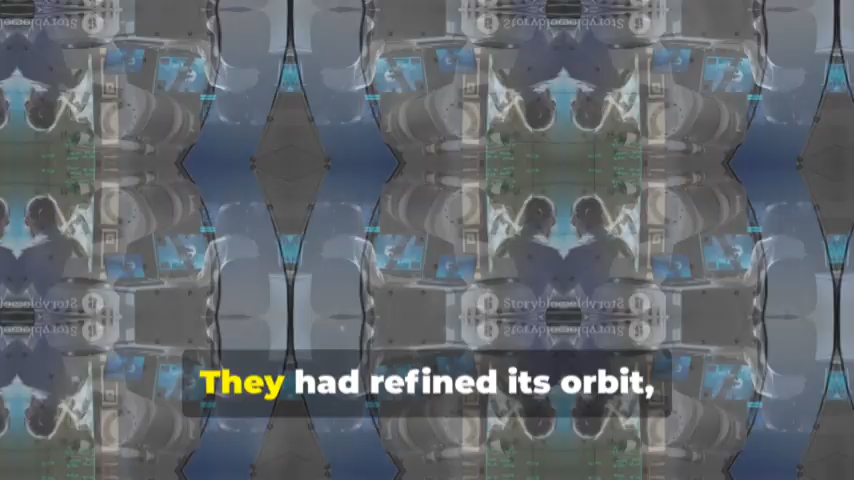 They had refined its orbit,